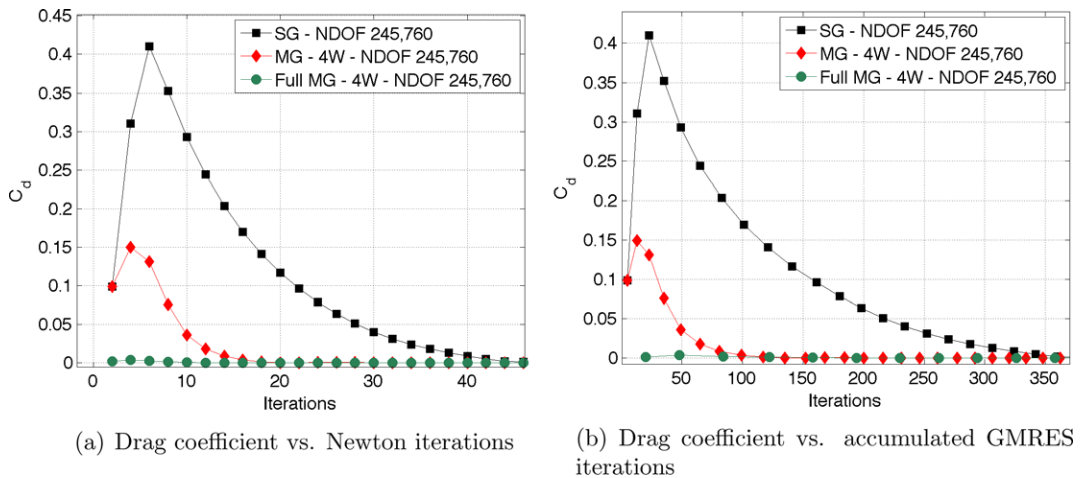 0.45
0.4
0.35
0.3
0.25
0.2
0.15
0.1
0.05
0
C_d
0 10 20 30 40
Iterations
SG - NDOF 245,760
MG - 4W - NDOF 245,760
Full MG - 4W - NDOF 245,760
(a) Drag coefficient vs. Newton iterations
0.4
0.35
0.3
0.25
0.2
0.15
0.1
0.05
0
C_d
50 100 150 200 250 300 350
Iterations
SG - NDOF 245,760
MG - 4W - NDOF 245,760
Full MG - 4W - NDOF 245,760
(b) Drag coefficient vs. accumulated GMRES
iterations